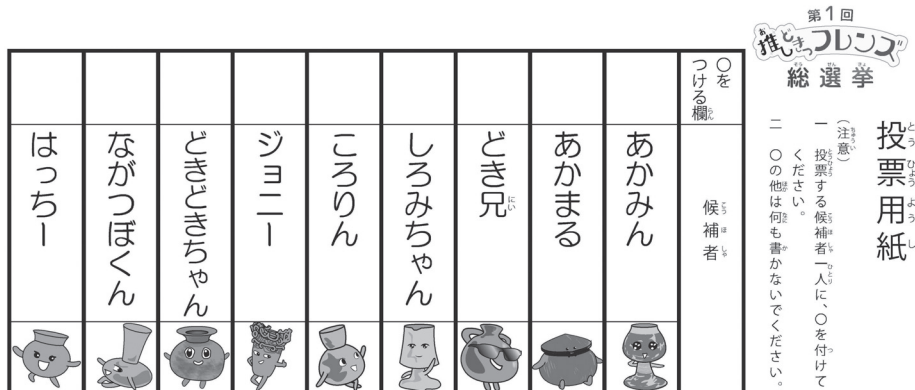 第1回
推しどきっフレンズ
総選挙
投票用紙
(注意)
一 投票する候補者一人に、〇を付けて
ください。
二 〇の他は何も書かないでください。
〇を
つける欄
候補者
あかみん
あかまる
どき兄
しろみちゃん
ころりん
ジョニー
どきどきちゃん
ながつぼくん
はっちー